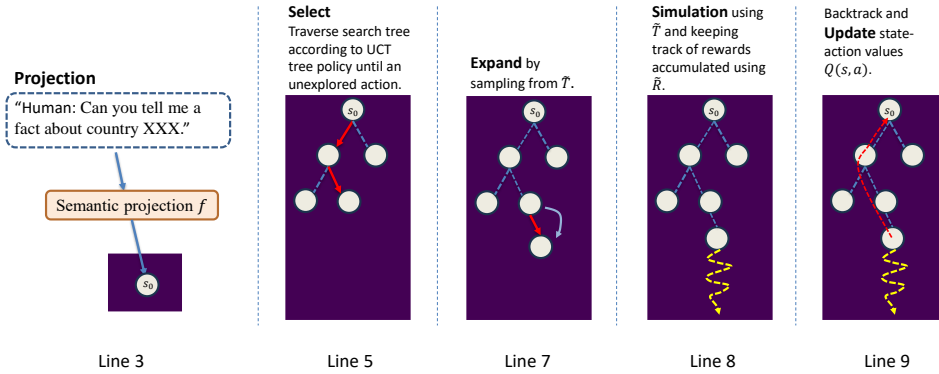 Projection
“Human: Can you tell me a
fact about country XXX.”
Semantic projection f
s₀
Line 3
Select
Traverse search tree
according to UCT
tree policy until an
unexplored action.
s₀
Line 5
Expand by
sampling from T̃.
s₀
Line 7
Simulation using
T̃ and keeping
track of rewards
accumulated using
R̃.
s₀
Line 8
Backtrack and
Update state-
action values
Q(s, a).
s₀
Line 9